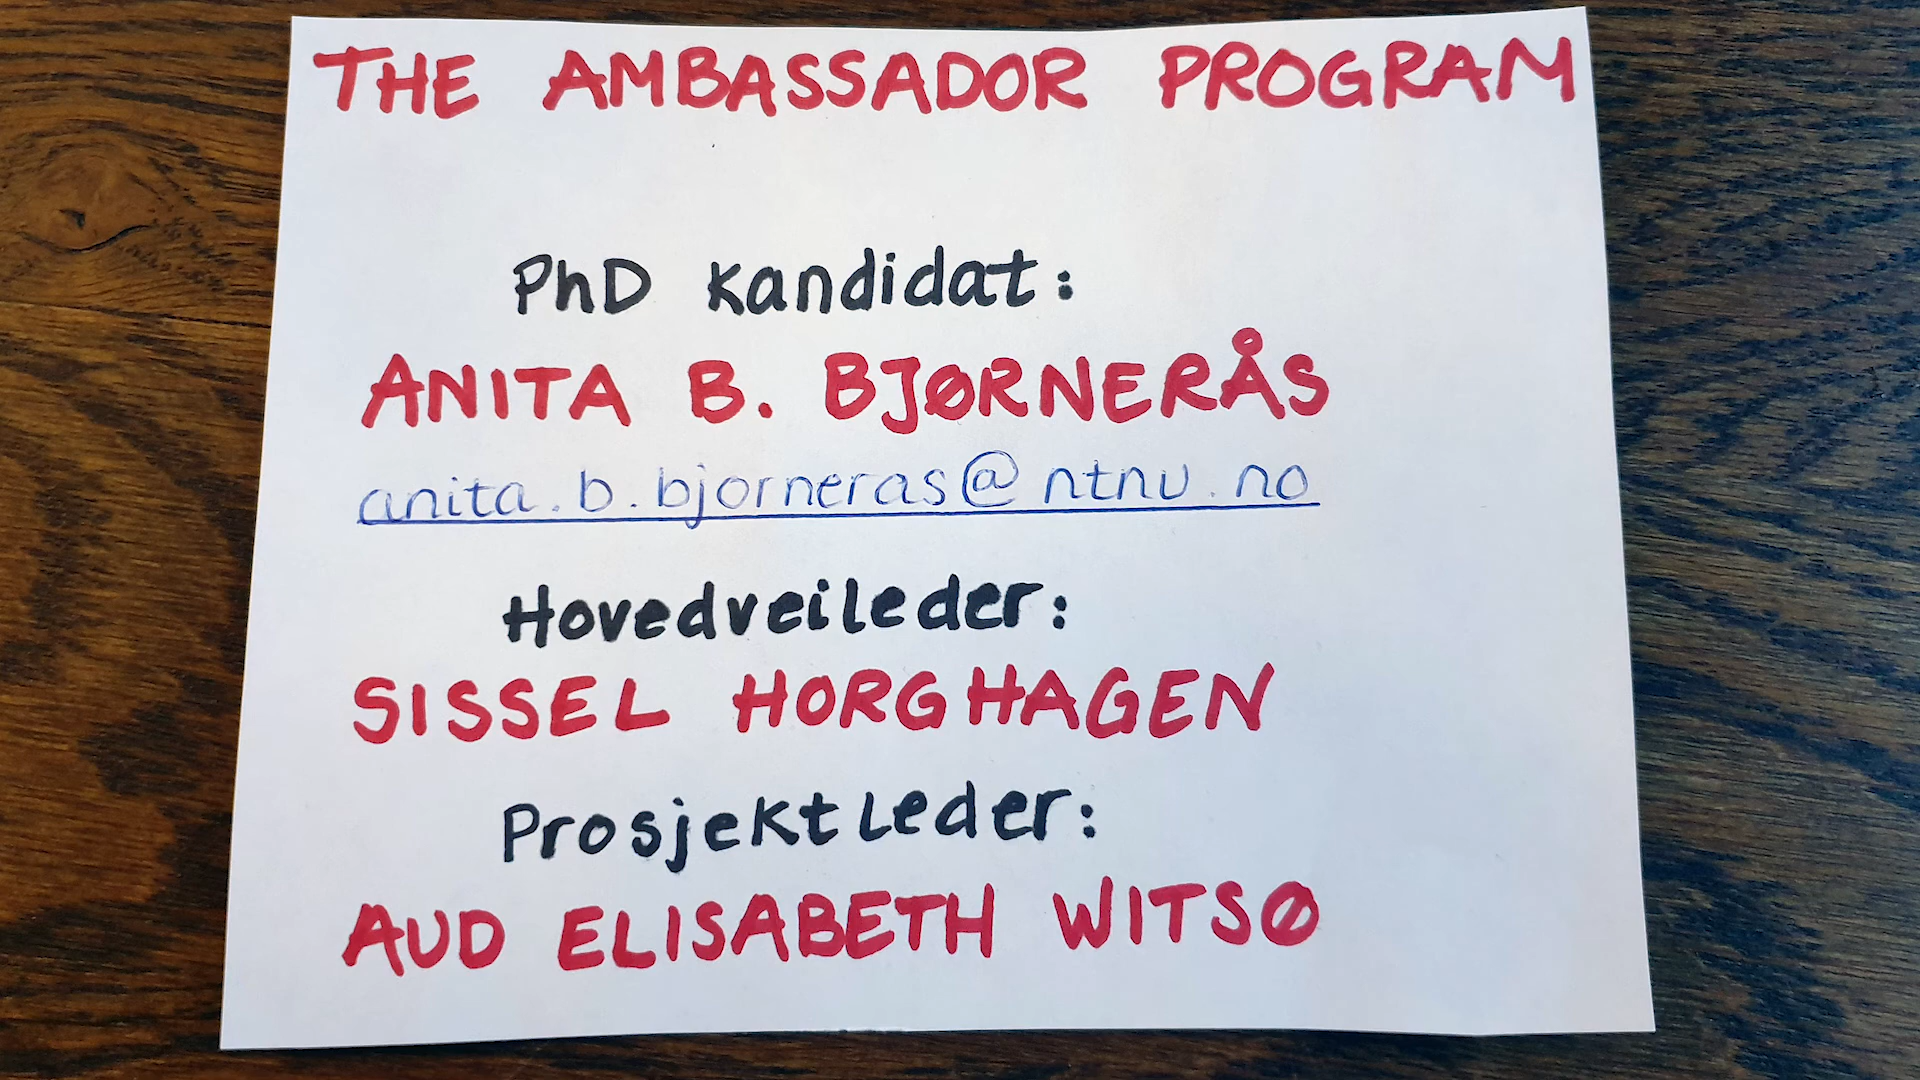 THE AMBASSADOR PROGRAM
PhD kandidat:
ANITA B. BJØRNERÅS
anita.b.bjorneras@ntnu.no
Hovedveileder:
SISSEL HORGHAGEN
Prosjektleder:
AUD ELISABETH WITSØ